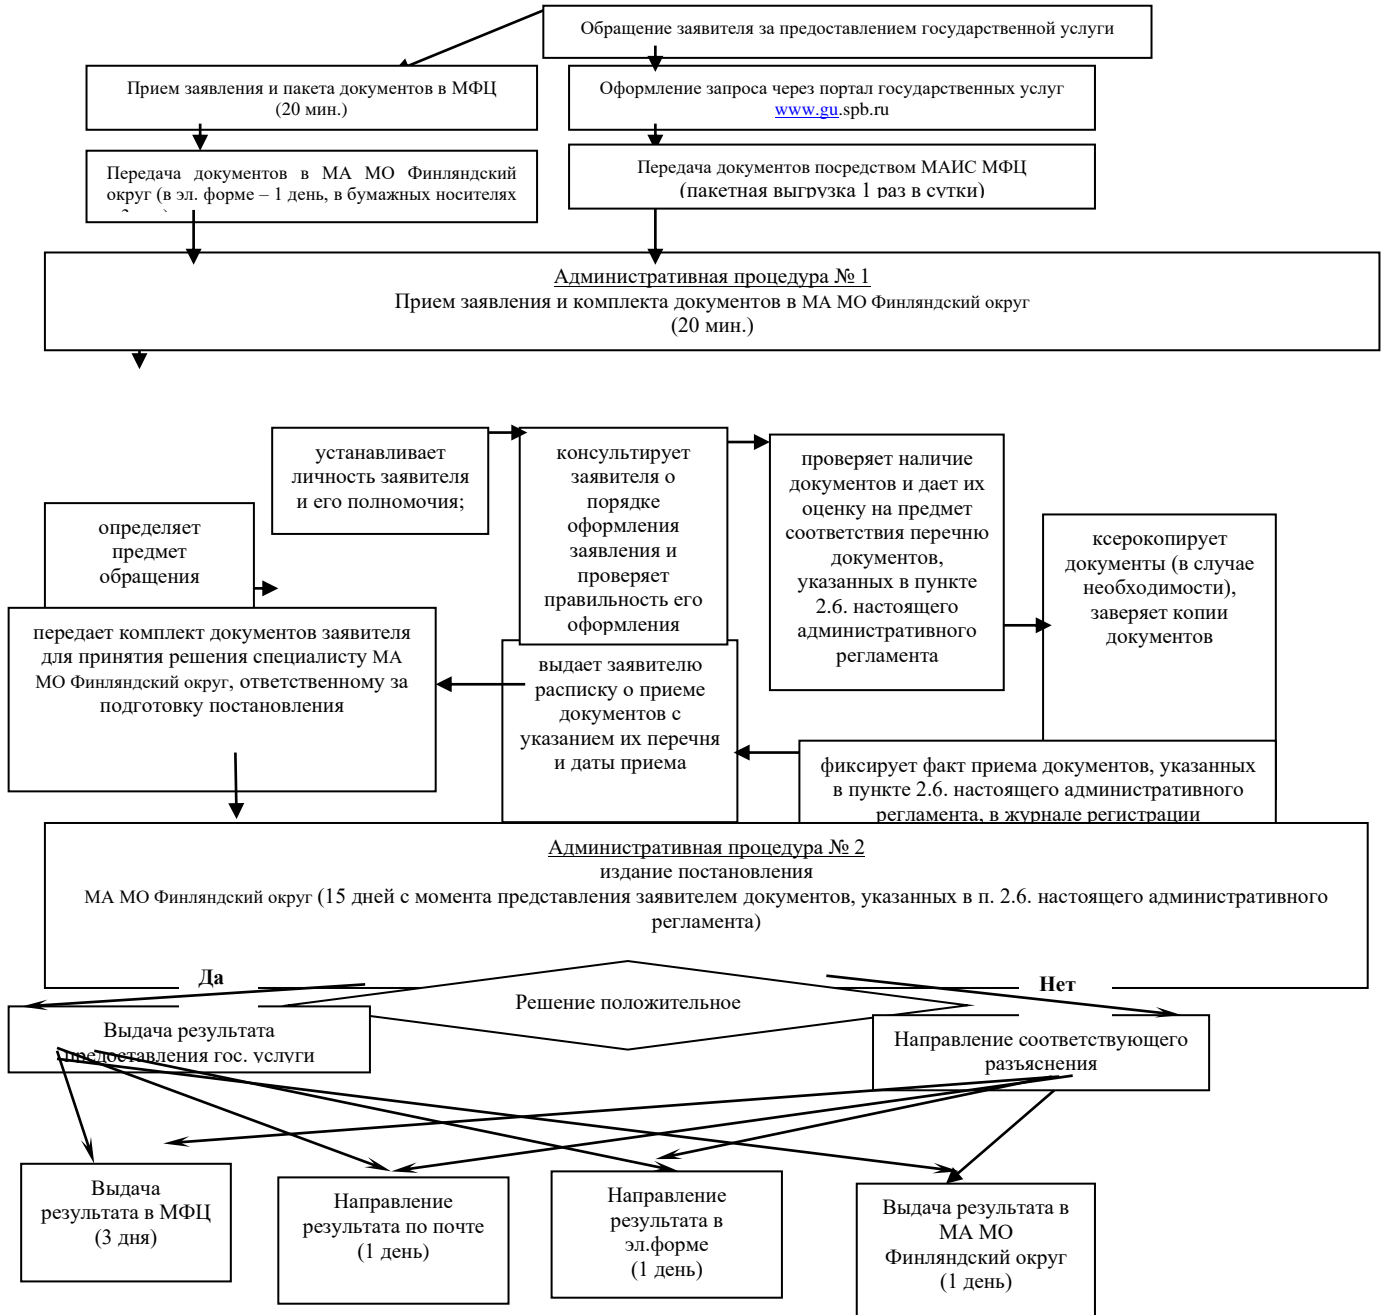 Обращение заявителя за предоставлением государственной услуги
Прием заявления и пакета документов в МФЦ
(20 мин.)
Оформление запроса через портал государственных услуг
www.gu.spb.ru
Передача документов в МА МО Финляндский
округ (в эл. форме – 1 день, в бумажных носителях
Передача документов посредством МАИС МФЦ
(пакетная выгрузка 1 раз в сутки)
Административная процедура № 1
Прием заявления и комплекта документов в МА МО Финляндский округ
(20 мин.)
определяет
предмет
обращения
устанавливает
личность заявителя
и его полномочия;
консультирует
заявителя о
порядке
оформления
заявления и
проверяет
правильность его
оформления
проверяет наличие
документов и дает их
оценку на предмет
соответствия перечню
документов,
указанных в пункте
2.6. настоящего
административного
регламента
ксерокопирует
документы (в случае
необходимости),
заверяет копии
документов
фиксирует факт приема документов, указанных
в пункте 2.6. настоящего административного
регламента, в журнале регистрации
выдает заявителю
расписку о приеме
документов с
указанием их перечня
и даты приема
передает комплект документов заявителя
для принятия решения специалисту МА
МО Финляндский округ, ответственному за
подготовку постановления
Административная процедура № 2
издание постановления
МА МО Финляндский округ (15 дней с момента представления заявителем документов, указанных в п. 2.6. настоящего административного
регламента)
Да
Решение положительное
Нет
Выдача результата
предоставления гос. услуги
Направление соответствующего
разъяснения
Выдача
результата в МФЦ
(3 дня)
Направление
результата по почте
(1 день)
Направление
результата в
эл.форме
(1 день)
Выдача результата в
МА МО
Финляндский округ
(1 день)